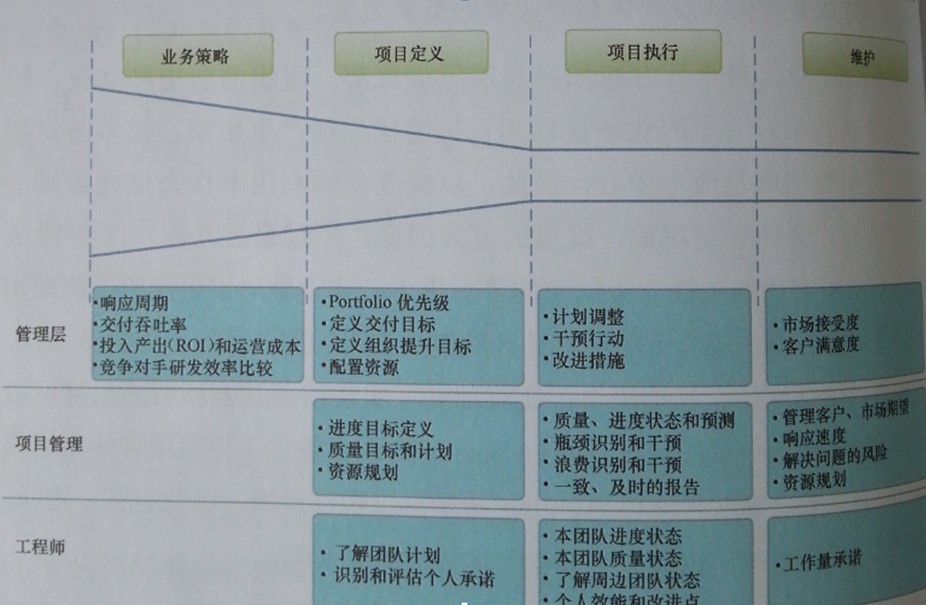 业务策略
项目定义
项目执行
维护
管理层
•响应周期
•交付吞吐率
•投入产出(ROI)和运营成本
•竞争对手研发效率比较
•Portfolio 优先级
•定义交付目标
•定义组织提升目标
•配置资源
•计划调整
•干预行动
•改进措施
•市场接受度
•客户满意度
项目管理
•进度目标定义
•质量目标和计划
•资源规划
•质量、进度状态和预测
•瓶颈识别和干预
•浪费识别和干预
•一致、及时的报告
•管理客户、市场期望
•响应速度
•解决问题的风险
•资源规划
工程师
•了解团队计划
•识别和评估个人承诺
•本团队进度状态
•本团队质量状态
•了解周边团队状态
•个人效能和改进点
•工作量承诺